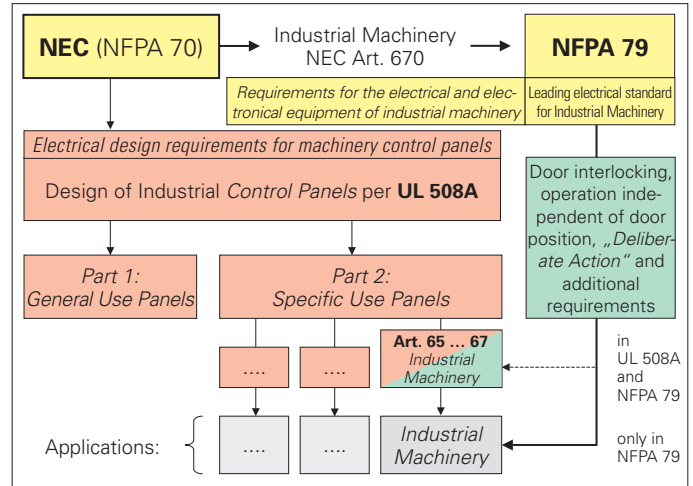 NEC (NFPA 70)
Industrial Machinery
NEC Art. 670
NFPA 79
Requirements for the electrical and elec-
tronical equipment of industrial machinery
Leading electrical standard
for Industrial Machinery
Electrical design requirements for machinery control panels
Design of Industrial Control Panels per UL 508A
Door interlocking,
operation inde-
pendent of door
position, „Deliber-
ate Action“ and
additional
requirements
Part 1:
General Use Panels
Part 2:
Specific Use Panels
....
....
Art. 65 ... 67
Industrial
Machinery
in
UL 508A
and
NFPA 79
Applications:
....
....
Industrial
Machinery
only in
NFPA 79